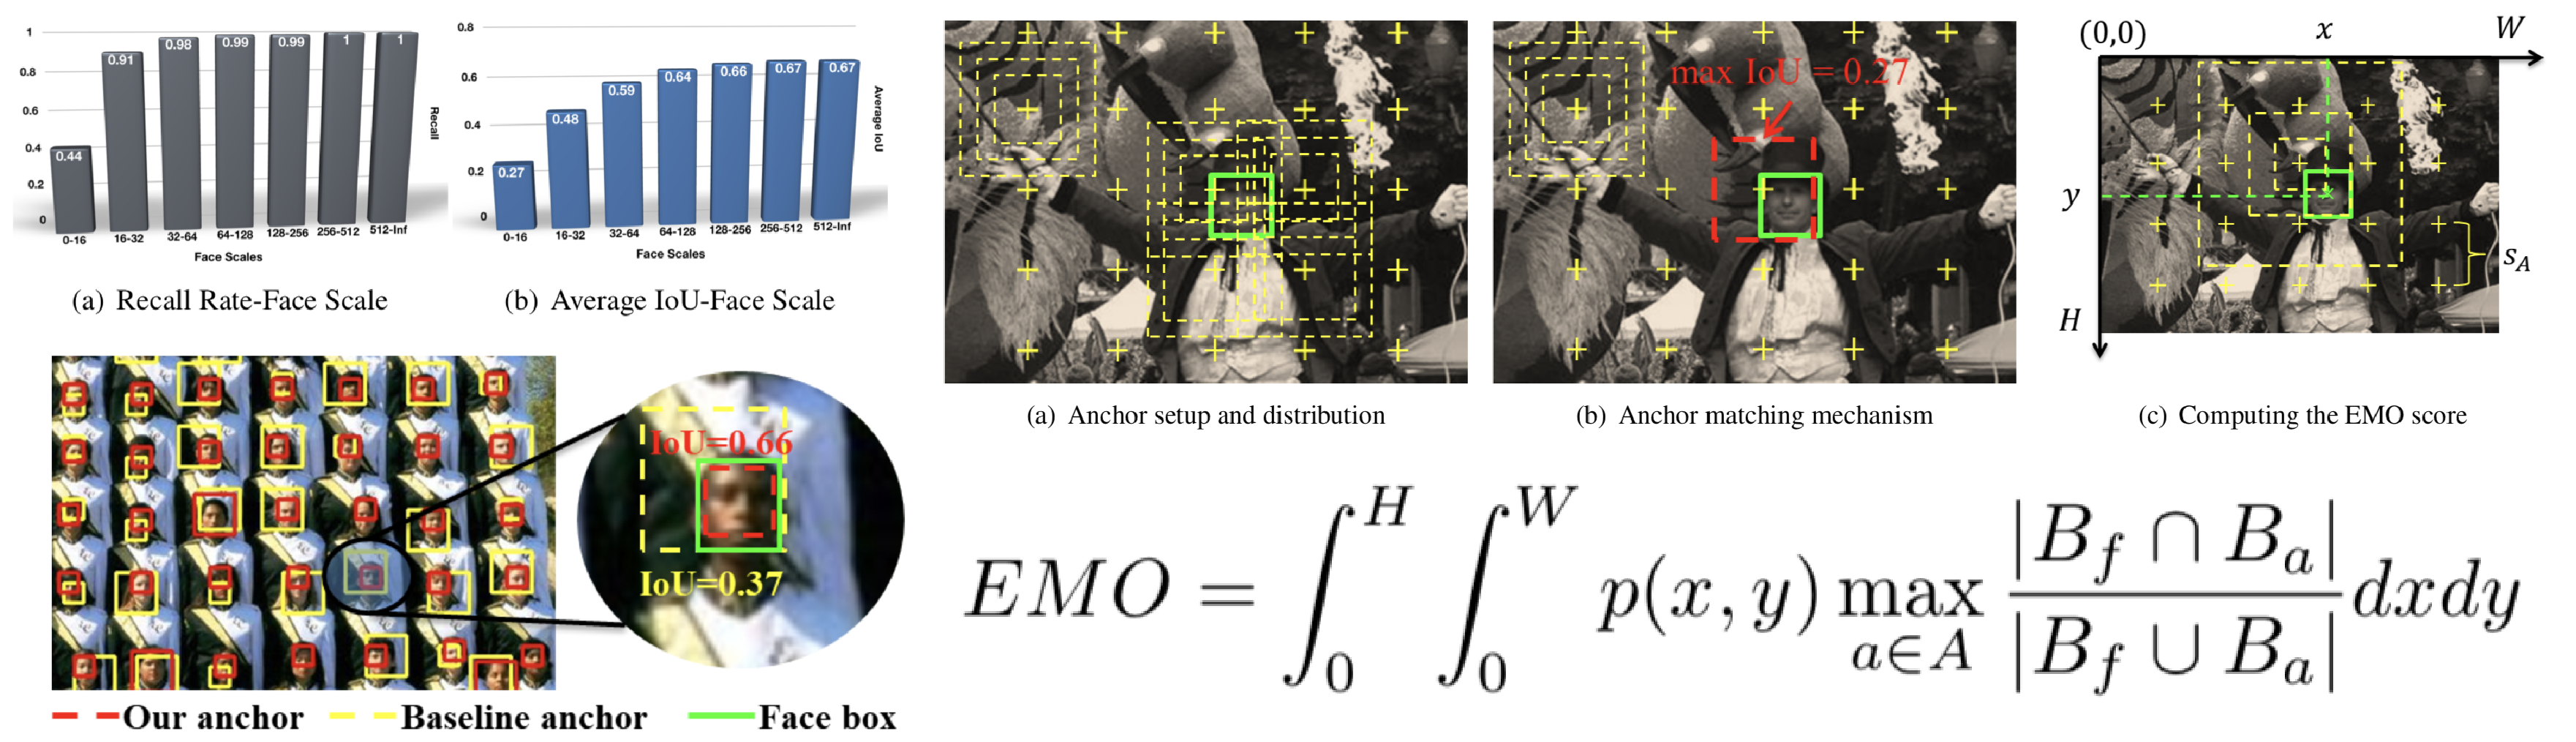 1
0.8
0.6
0.4
0.2
0
0.44
0.91
0.98
0.99
0.99
1
1
Recall
0-16 16-32 32-64 64-128 128-256 256-512 512-Inf
Face Scales
(a) Recall Rate-Face Scale
0.8
0.6
0.4
0.2
0
0.27
0.48
0.59
0.64
0.66
0.67
0.67
Average IoU
0-16 16-32 32-64 64-128 128-256 256-512 512-Inf
Face Scales
(b) Average IoU-Face Scale
IoU=0.66
IoU=0.37
Our anchor Baseline anchor Face box
(a) Anchor setup and distribution
max IoU = 0.27
(b) Anchor matching mechanism
(0,0) x W
y
H
s_A
(c) Computing the EMO score
EMO = ∫_0^H ∫_0^W p(x, y) max_{a∈A} |B_f ∩ B_a| / |B_f ∪ B_a| dxdy